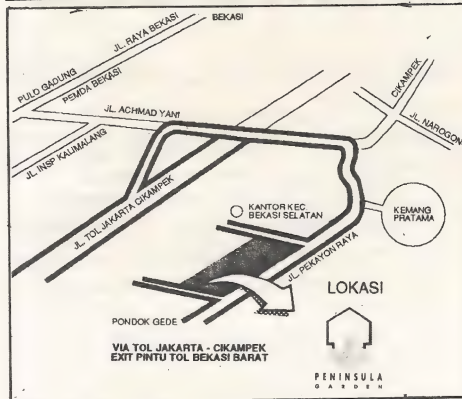 BEKASI
JL. RAYA BEKASI
PULO GADUNG
PEMDA BEKASI
JL. ACHMAD YANI
JL. INSP KALIMALANG
CIKAMPEK
JL. NAROGON
JL. TOL JAKARTA CIKAMPEK
KANTOR KEC.
BEKASI SELATAN
KEMANG
PRATAMA
JL. PEKAYON RAYA
LOKASI
PONDOK GEDE
VIA TOL JAKARTA - CIKAMPEK
EXIT PINTU TOL BEKASI BARAT
PENINSULA
GARDEN